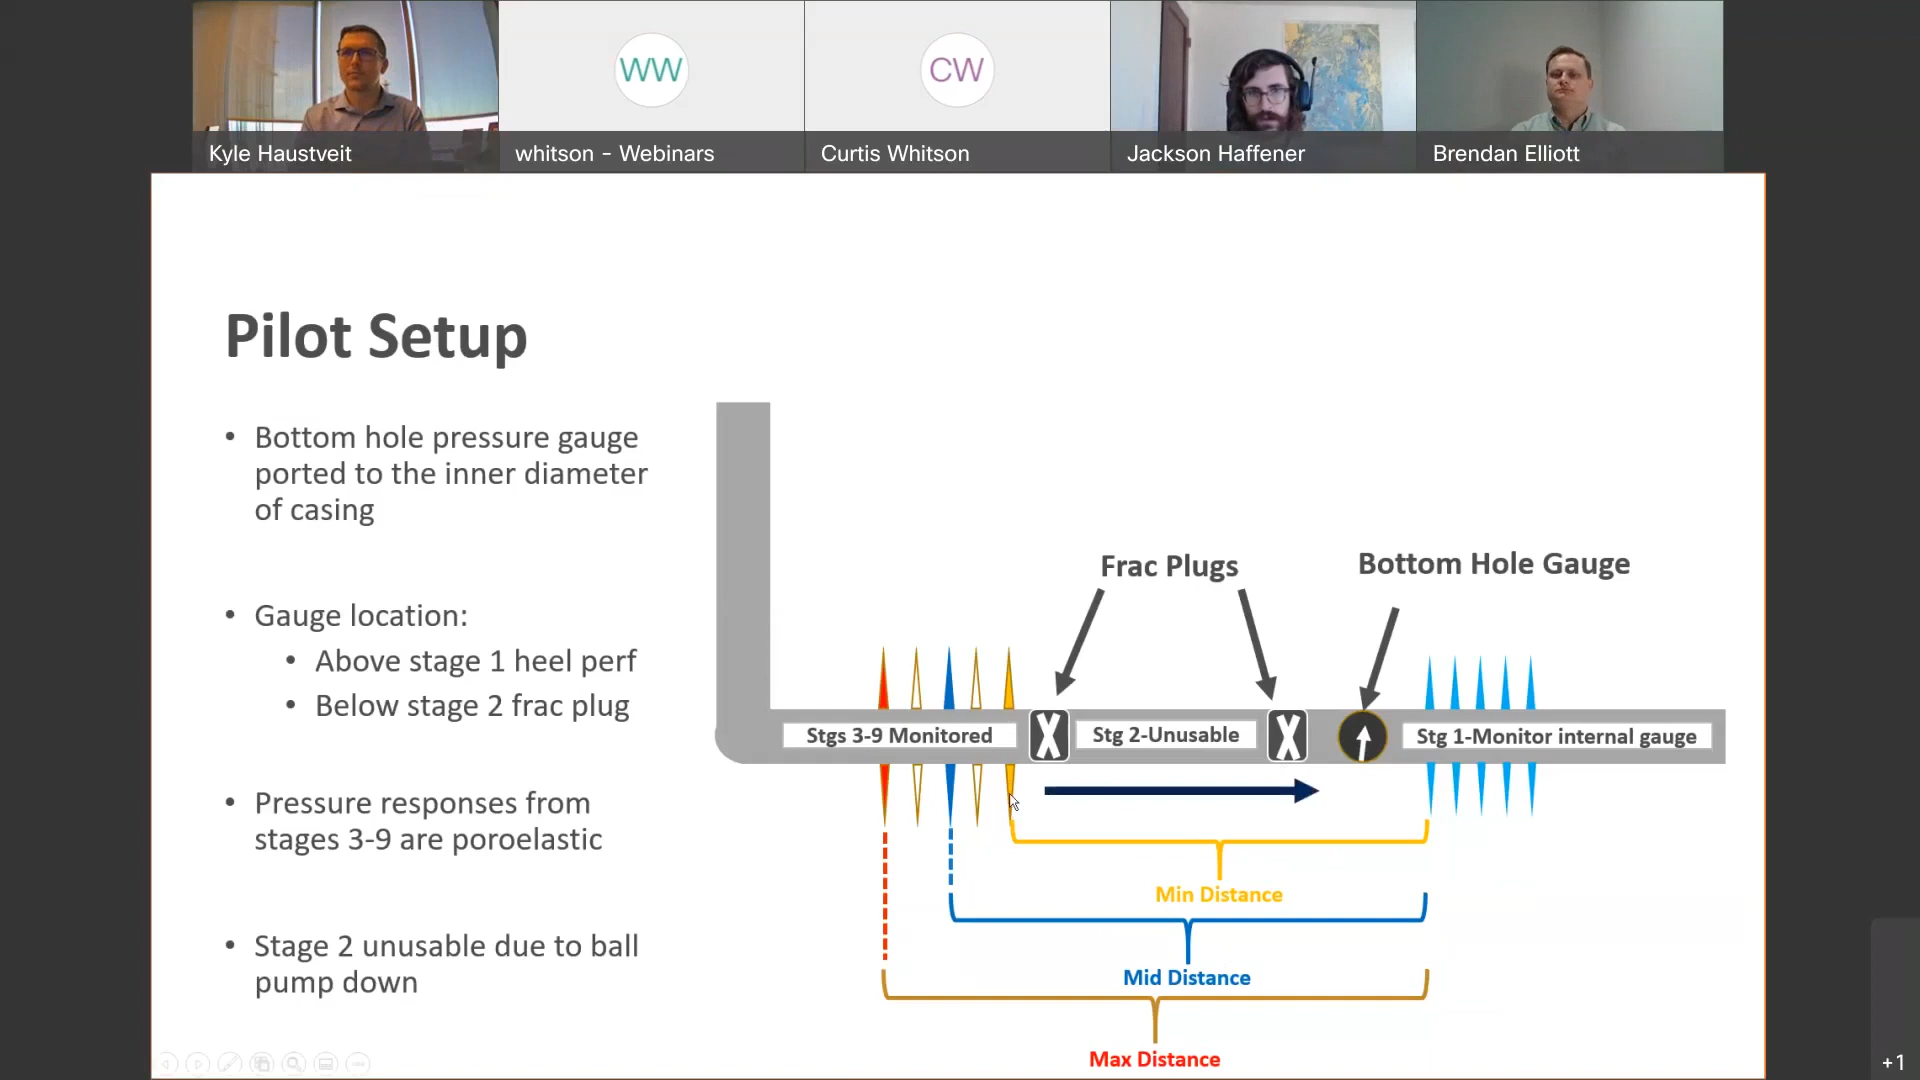 WW
CW
Kyle Haustveit
whitson - Webinars
Curtis Whitson
Jackson Haffener
Brendan Elliott
Pilot Setup
• Bottom hole pressure gauge
ported to the inner diameter
of casing
• Gauge location:
• Above stage 1 heel perf
• Below stage 2 frac plug
• Pressure responses from
stages 3-9 are poroelastic
• Stage 2 unusable due to ball
pump down
Frac Plugs
Bottom Hole Gauge
Stgs 3-9 Monitored
Stg 2-Unusable
Stg 1-Monitor internal gauge
Min Distance
Mid Distance
Max Distance
+1